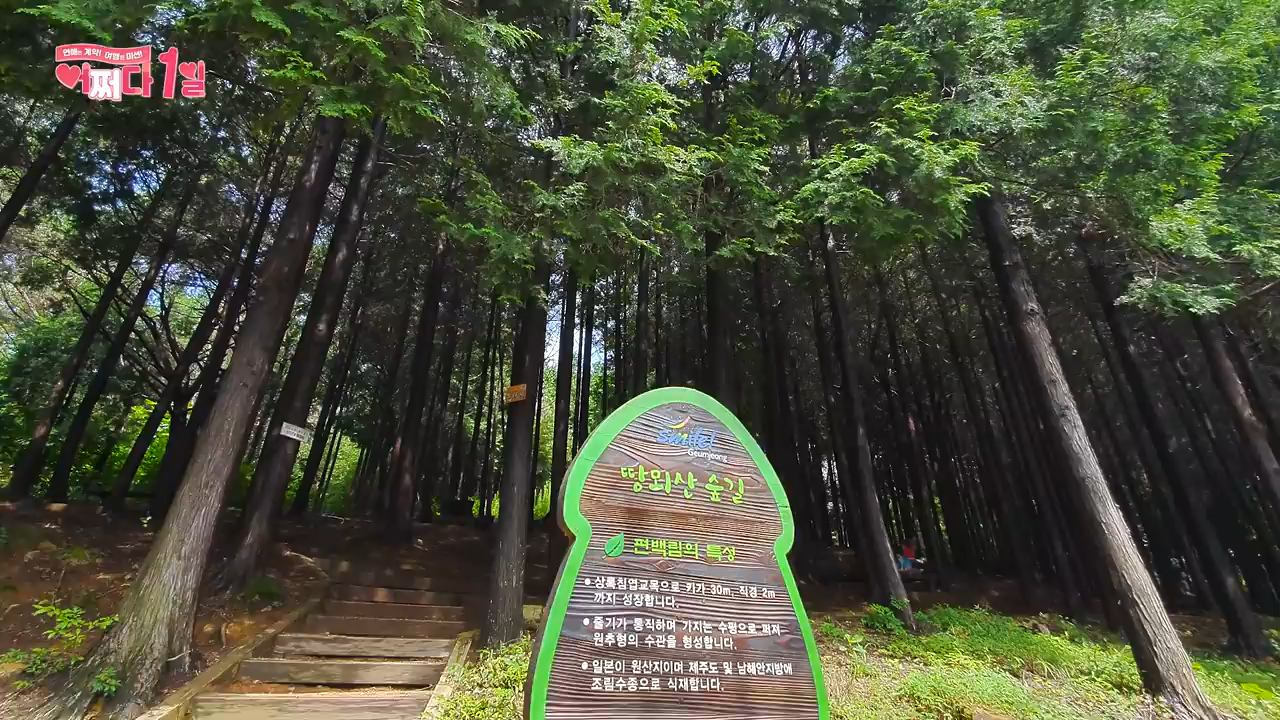 연애는 계약! 여행은 미션!
어쩌다 1일
smile!
Geumjeong
땅뫼산 숲길
편백림의 특성
● 상록침엽교목으로 키가 30m, 직경 2m
까지 성장합니다.
● 줄기가 통직하며 가지는 수평으로 퍼져
원추형의 수관을 형성합니다.
● 일본이 원산지이며 제주도 및 남해안지방에
조림수종으로 식재합니다.